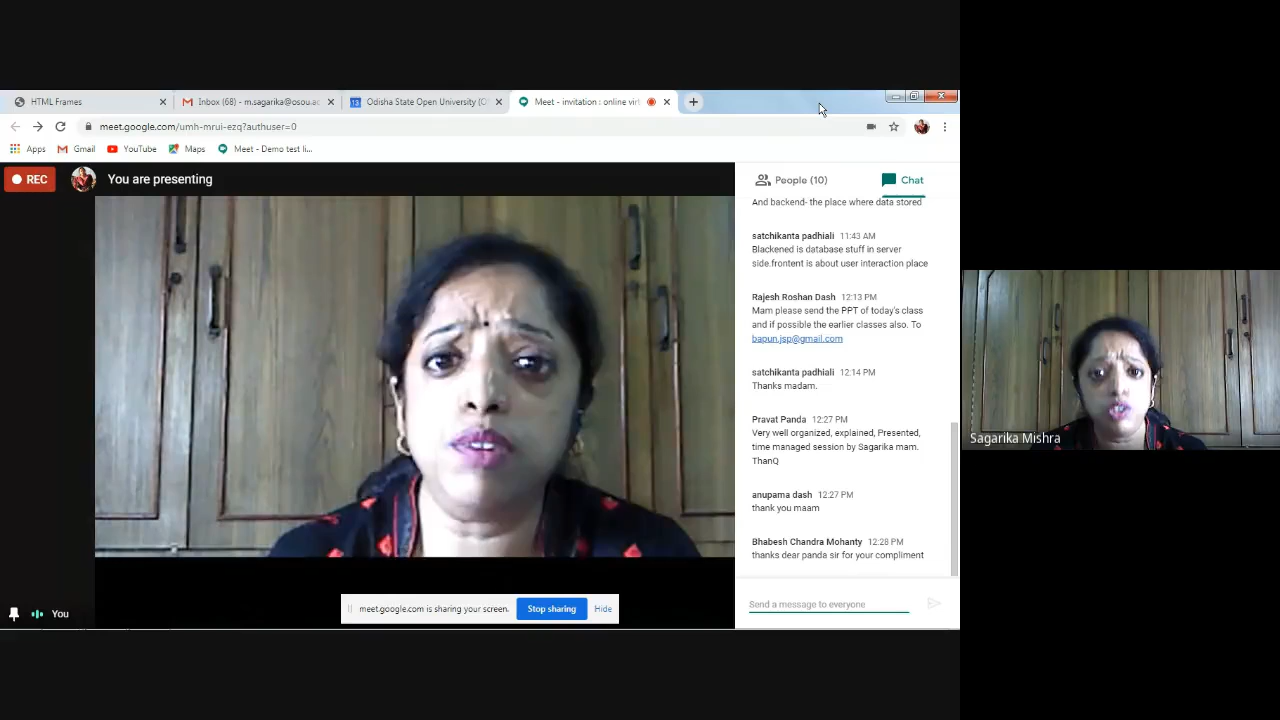 HTML Frames
Inbox (68) - m.sagarika@osou.ac
Odisha State Open University (O
Meet - invitation : online virt
meet.google.com/umh-mrui-ezq?authuser=0
Apps
Gmail
YouTube
Maps
Meet - Demo test li...
REC
You are presenting
People (10)
Chat
And backend- the place where data stored
satchikanta padhiali 11:43 AM
Blackened is database stuff in server
side.frontent is about user interaction place
Rajesh Roshan Dash 12:13 PM
Mam please send the PPT of today's class
and if possible the earlier classes also. To
bapun.jsp@gmail.com
satchikanta padhiali 12:14 PM
Thanks madam.
Pravat Panda 12:27 PM
Very well organized, explained, Presented,
time managed session by Sagarika mam.
ThanQ
anupama dash 12:27 PM
thank you maam
Bhabesh Chandra Mohanty 12:28 PM
thanks dear panda sir for your compliment
Send a message to everyone
meet.google.com is sharing your screen.
Stop sharing
Hide
You
Sagarika Mishra